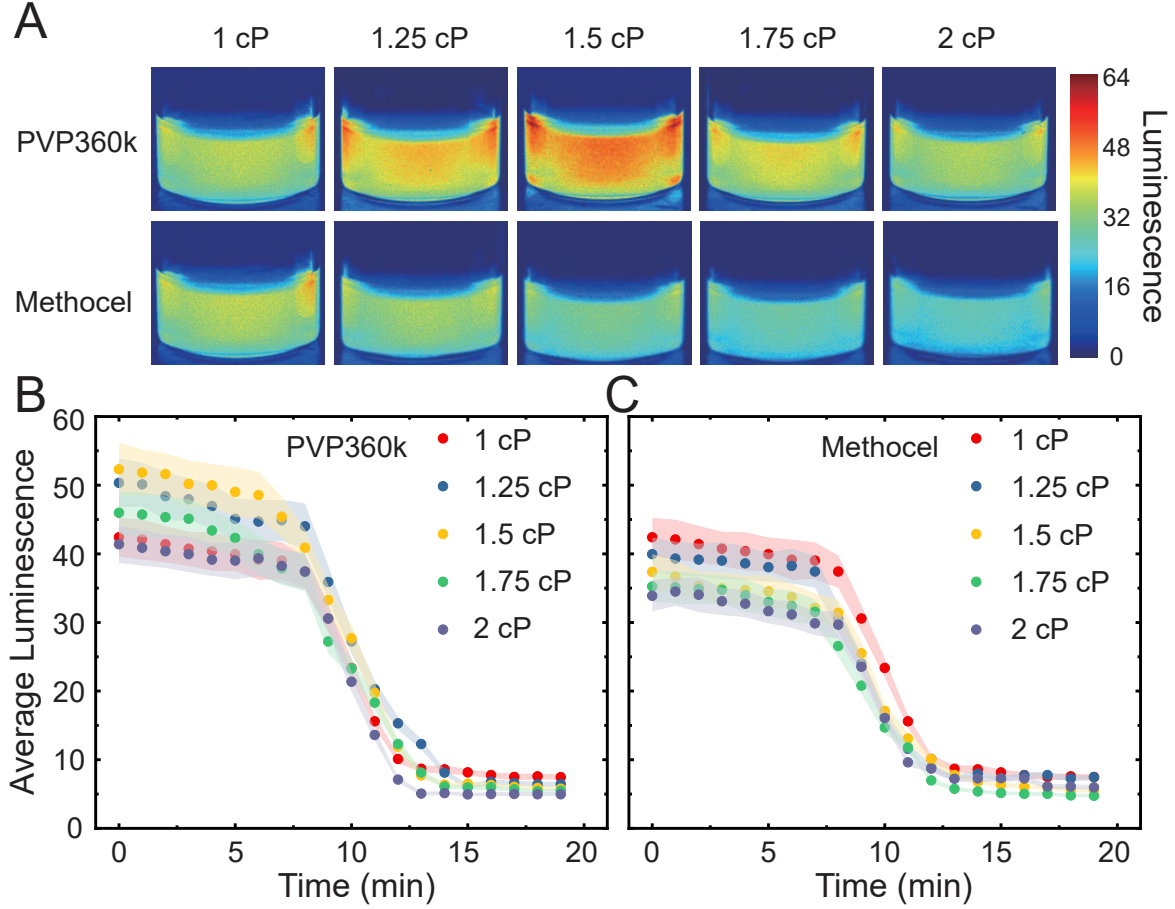 A
1 cP 1.25 cP 1.5 cP 1.75 cP 2 cP
PVP360k
Methocel
64
48
32
16
0
Luminescence
B
PVP360k
1 cP
1.25 cP
1.5 cP
1.75 cP
2 cP
60
50
40
30
20
10
0
Average Luminescence
0 5 10 15 20
Time (min)
C
Methocel
1 cP
1.25 cP
1.5 cP
1.75 cP
2 cP
0 5 10 15 20
Time (min)